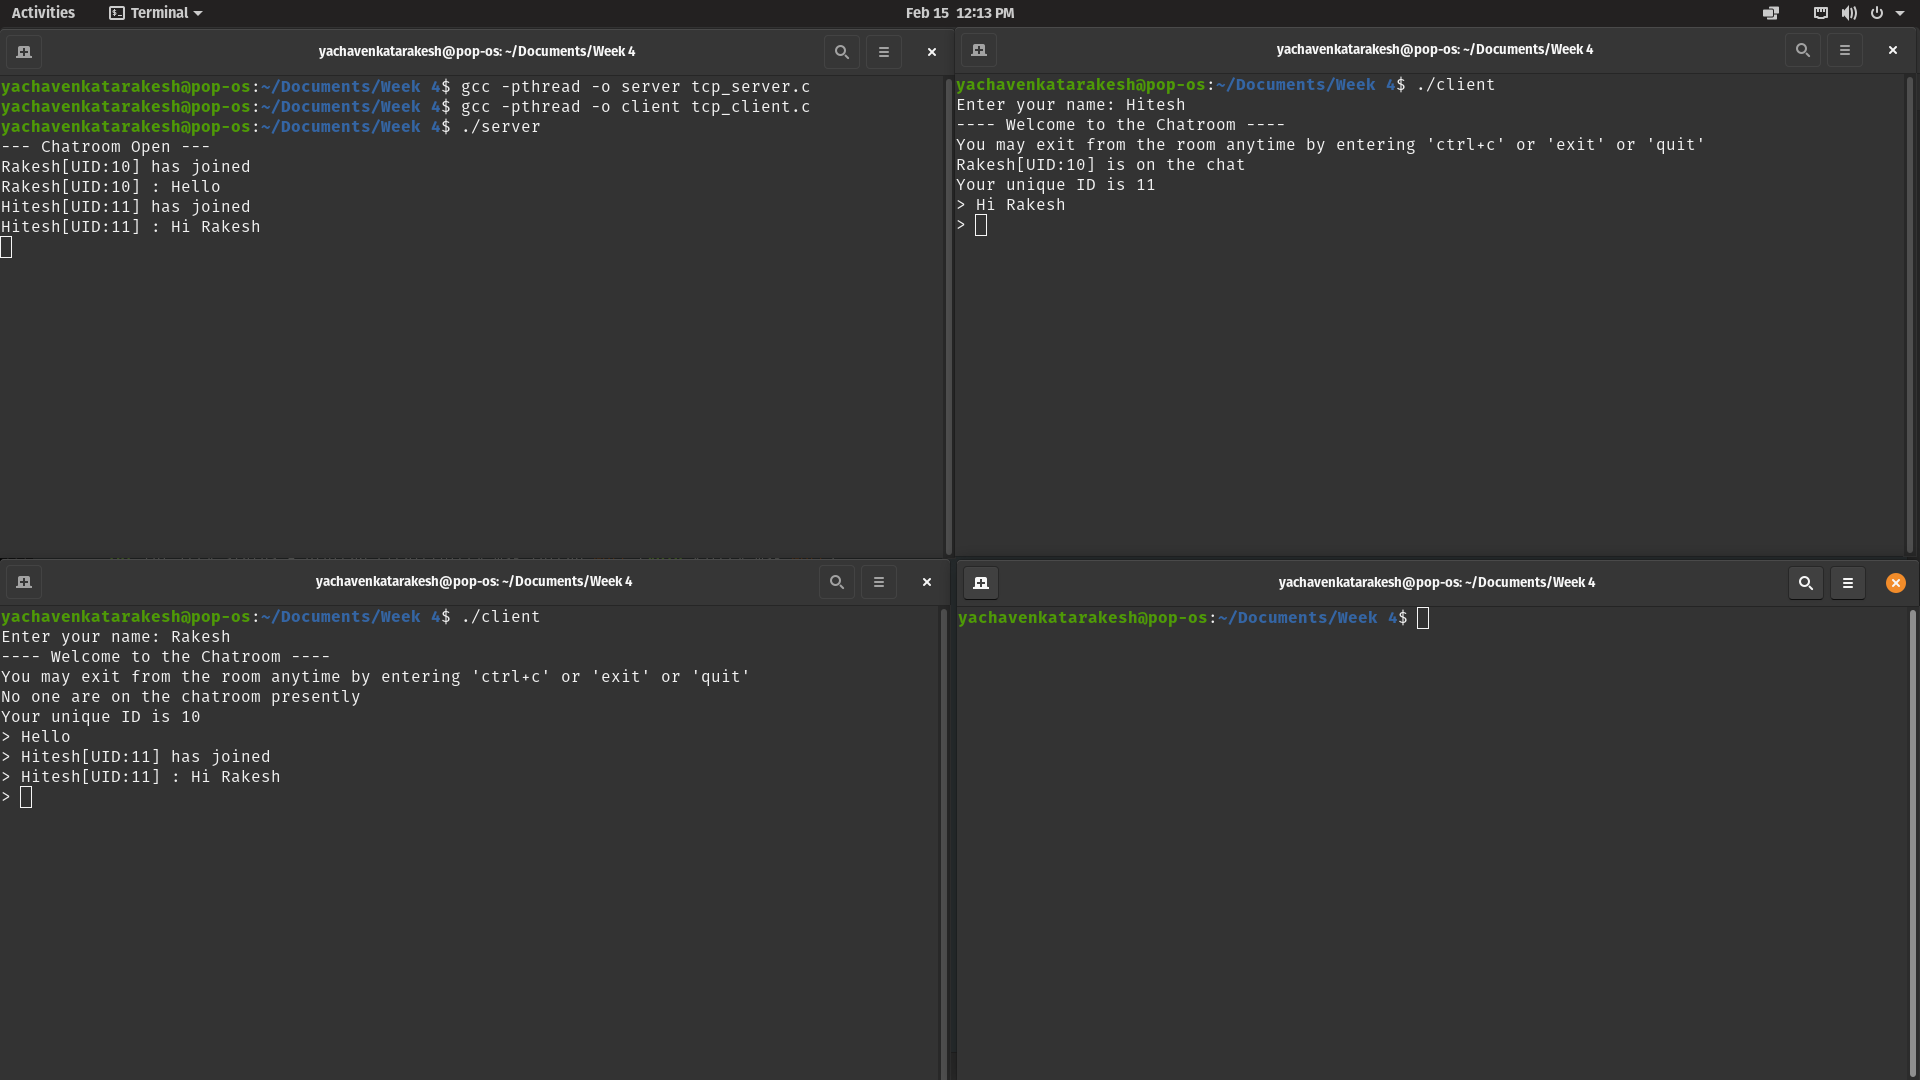 Activities Terminal Feb 15 12:13 PM
yachavenkatarakesh@pop-os: ~/Documents/Week 4
yachavenkatarakesh@pop-os:~/Documents/Week 4$ gcc -pthread -o server tcp_server.c
yachavenkatarakesh@pop-os:~/Documents/Week 4$ gcc -pthread -o client tcp_client.c
yachavenkatarakesh@pop-os:~/Documents/Week 4$ ./server
--- Chatroom Open ---
Rakesh[UID:10] has joined
Rakesh[UID:10] : Hello
Hitesh[UID:11] has joined
Hitesh[UID:11] : Hi Rakesh
yachavenkatarakesh@pop-os: ~/Documents/Week 4
yachavenkatarakesh@pop-os:~/Documents/Week 4$ ./client
Enter your name: Hitesh
---- Welcome to the Chatroom ----
You may exit from the room anytime by entering 'ctrl+c' or 'exit' or 'quit'
Rakesh[UID:10] is on the chat
Your unique ID is 11
> Hi Rakesh
>
yachavenkatarakesh@pop-os: ~/Documents/Week 4
yachavenkatarakesh@pop-os:~/Documents/Week 4$ ./client
Enter your name: Rakesh
---- Welcome to the Chatroom ----
You may exit from the room anytime by entering 'ctrl+c' or 'exit' or 'quit'
No one are on the chatroom presently
Your unique ID is 10
> Hello
> Hitesh[UID:11] has joined
> Hitesh[UID:11] : Hi Rakesh
>
yachavenkatarakesh@pop-os: ~/Documents/Week 4
yachavenkatarakesh@pop-os:~/Documents/Week 4$